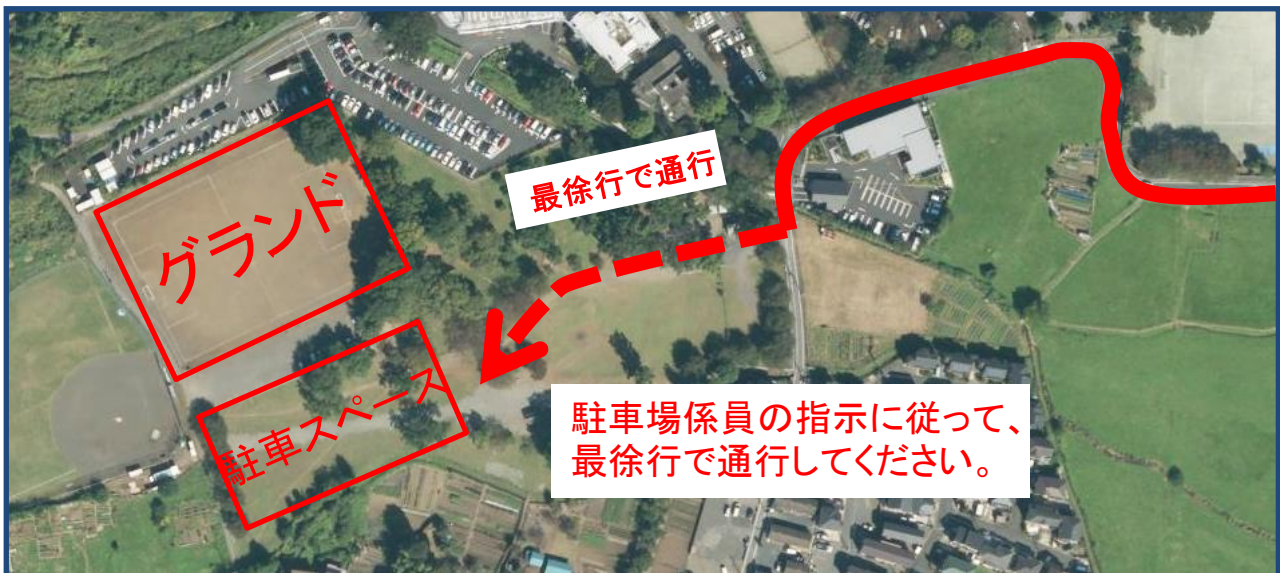 最徐行で通行
グランド
駐車スペース
駐車場係員の指示に従って、
最徐行で通行してください。